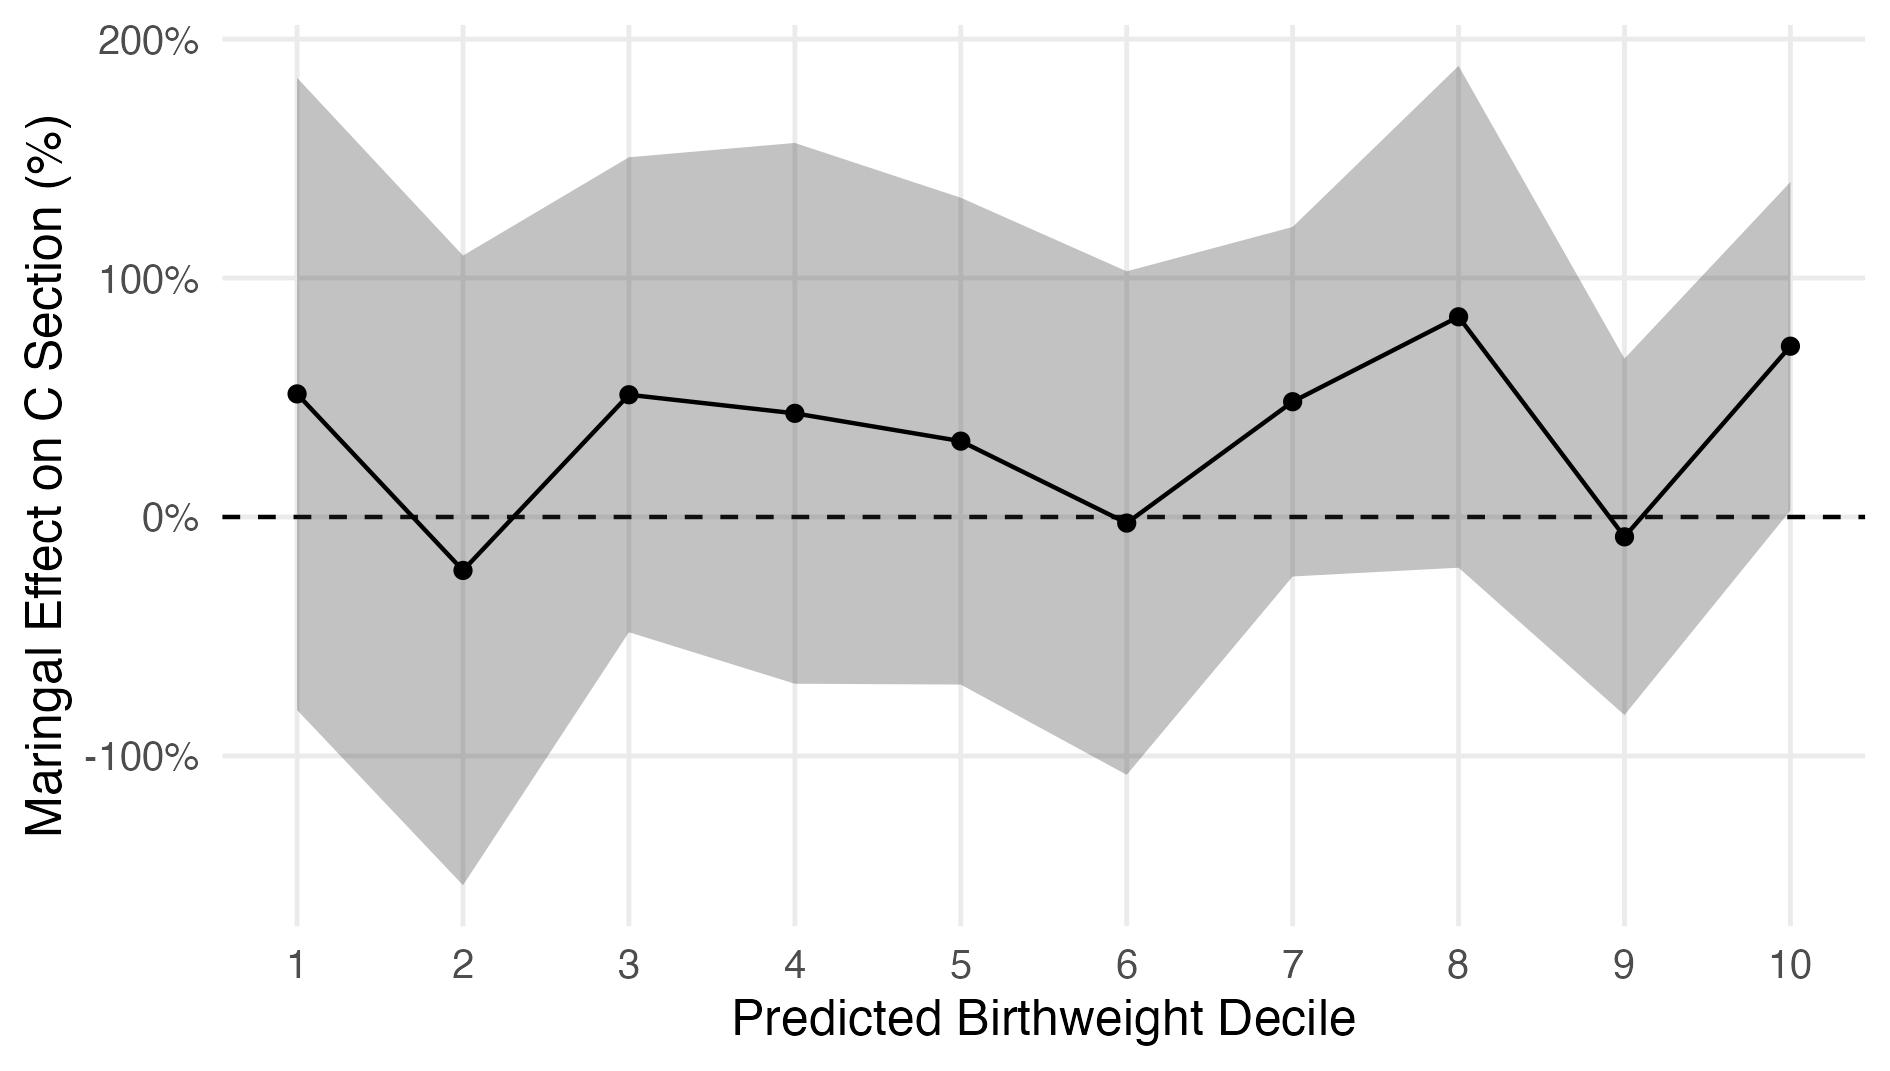 Maringal Effect on C Section (%)
200%
100%
0%
-100%
1 2 3 4 5 6 7 8 9 10
Predicted Birthweight Decile